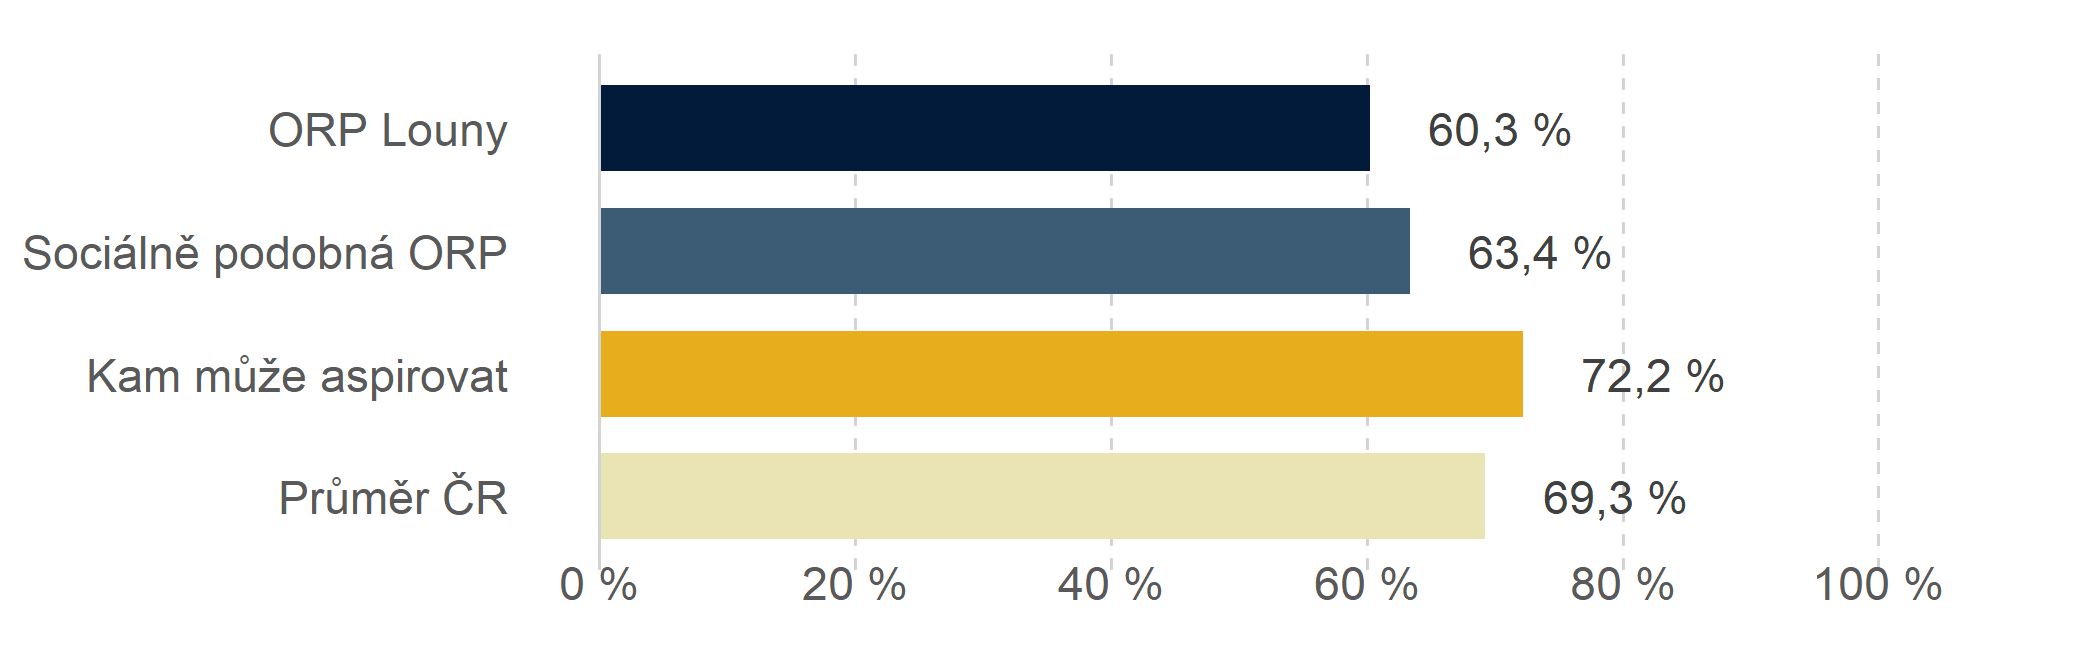 ORP Louny 60,3 %
Sociálně podobná ORP 63,4 %
Kam může aspirovat 72,2 %
Průměr ČR 69,3 %
0 % 20 % 40 % 60 % 80 % 100 %